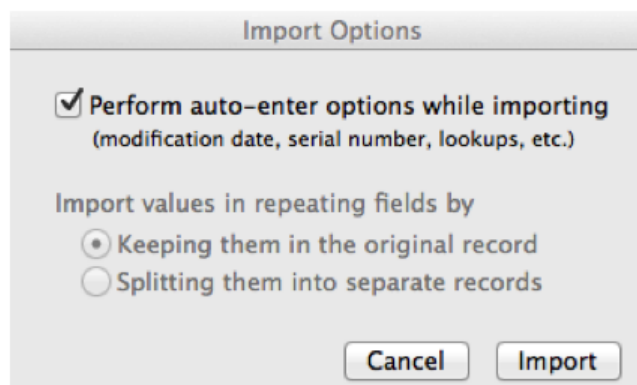 Import Options
Perform auto-enter options while importing
(modification date, serial number, lookups, etc.)
Import values in repeating fields by
Keeping them in the original record
Splitting them into separate records
Cancel Import